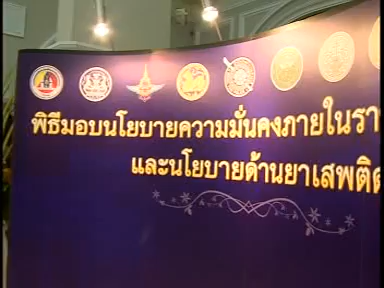 พิธีมอบนโยบายความมั่นคงภายในรา
และนโยบายด้านยาเสพติด